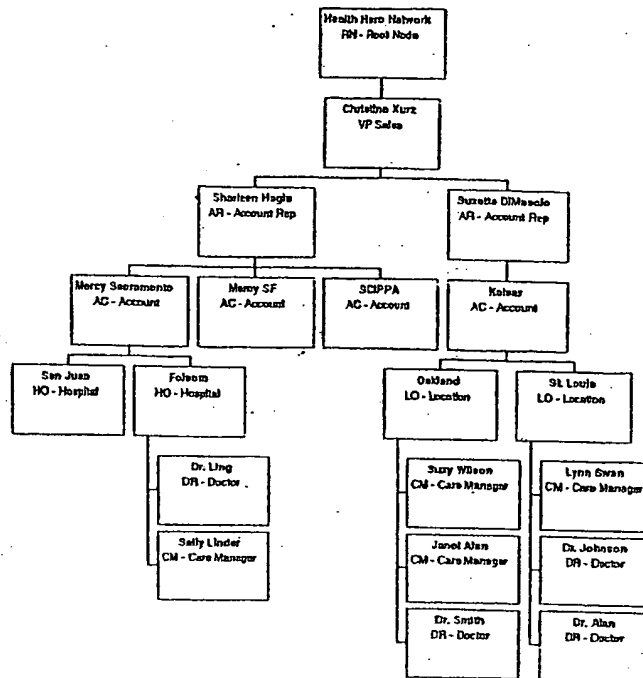 Health Hero Network
RN - Root Node
Christine Kurz
VP Sales
Sharleen Hagle
AR - Account Rep
Suzette DiMascio
AR - Account Rep
Mercy Sacramento
AC - Account
Mercy SF
AC - Account
SCIPPA
AC - Account
Kaiser
AC - Account
San Juan
HO - Hospital
Folsom
HO - Hospital
Oakland
LO - Location
St. Louis
LO - Location
Dr. Ling
DR - Doctor
Sally Linder
CM - Care Manager
Suzy Wilson
CM - Care Manager
Janet Alan
CM - Care Manager
Dr. Smith
DR - Doctor
Lynn Swan
CM - Care Manager
Dr. Johnson
DR - Doctor
Dr. Alan
DR - Doctor